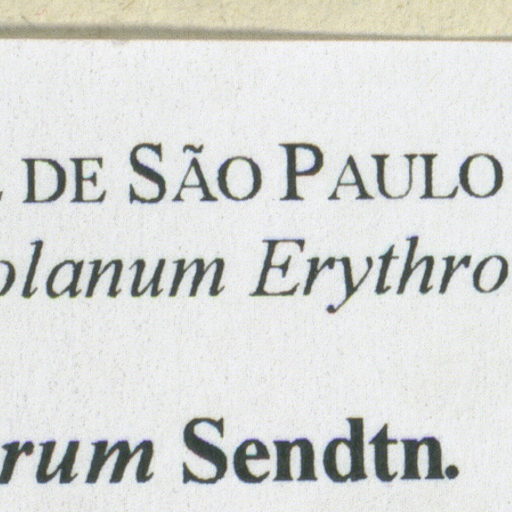 DE SÃO PAULO
olanum Erythro
rum Sendtn.